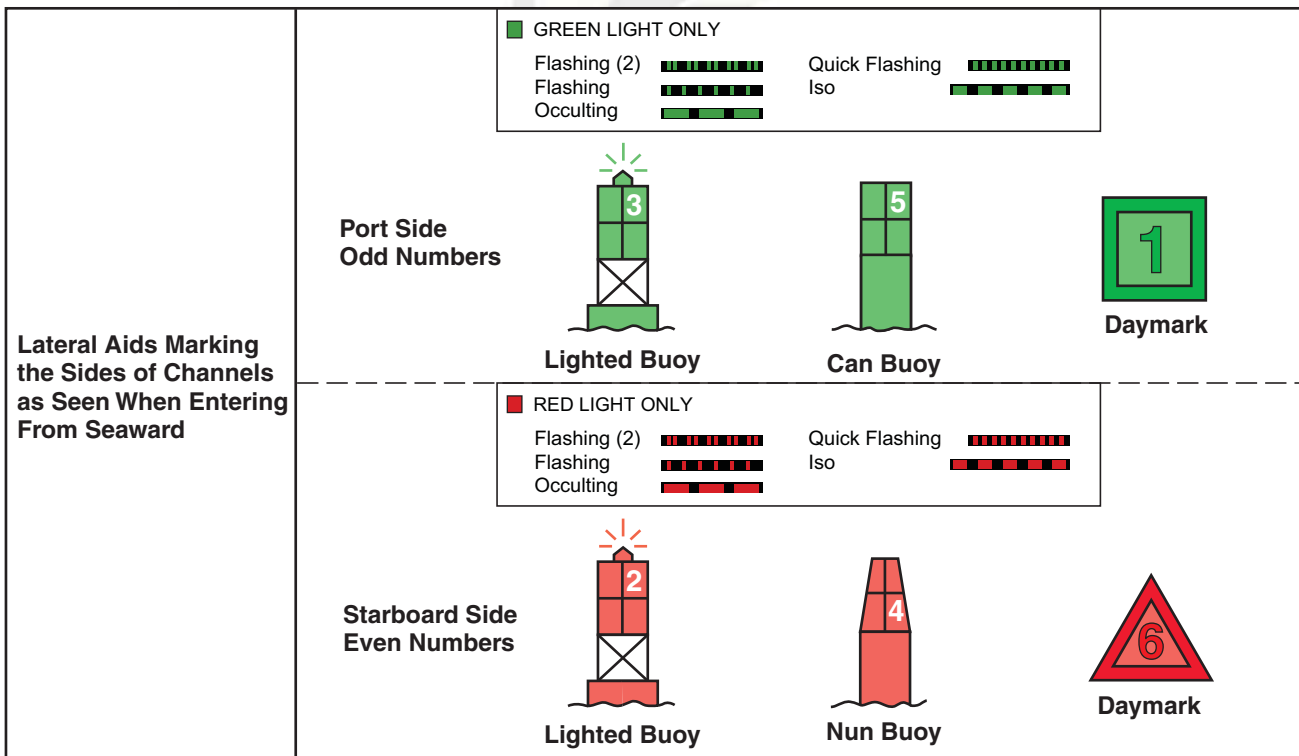 Lateral Aids Marking
the Sides of Channels
as Seen When Entering
From Seaward
GREEN LIGHT ONLY
Flashing (2)
Flashing
Occulting
Quick Flashing
Iso
Port Side
Odd Numbers
3
Lighted Buoy
5
Can Buoy
1
Daymark
RED LIGHT ONLY
Flashing (2)
Flashing
Occulting
Quick Flashing
Iso
Starboard Side
Even Numbers
2
Lighted Buoy
4
Nun Buoy
6
Daymark